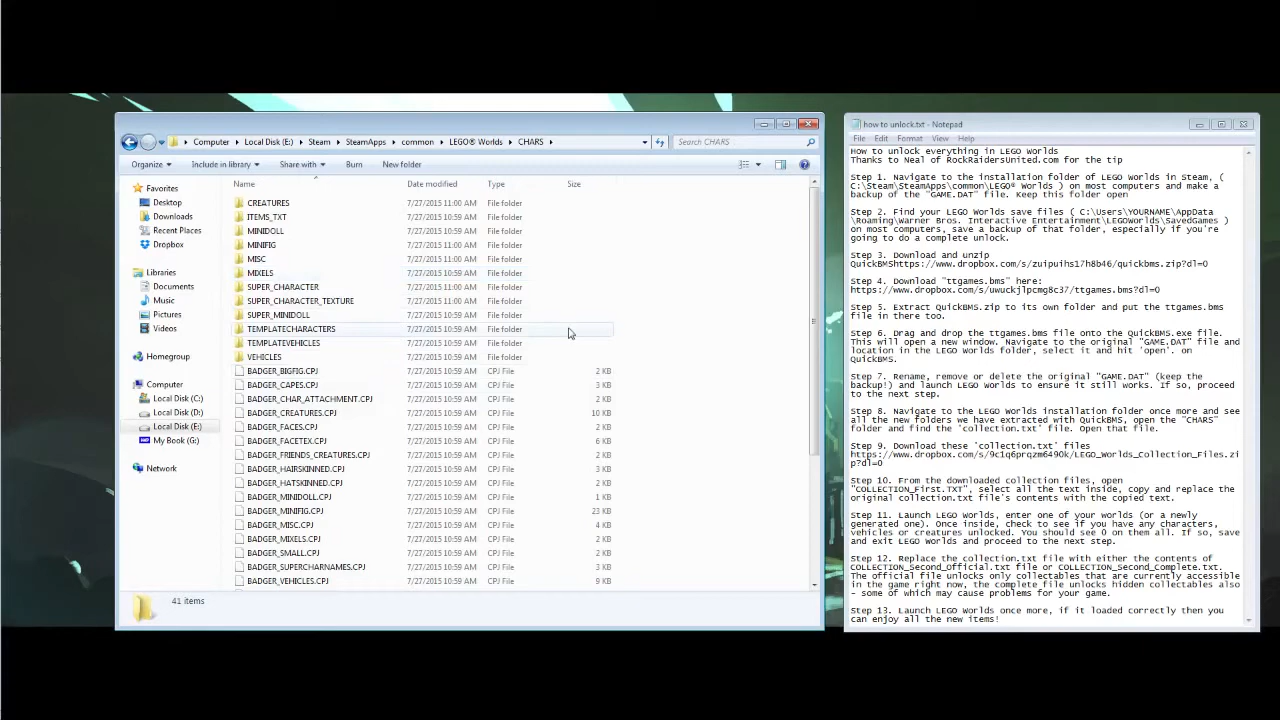 Computer Local Disk (E:) Steam SteamApps common LEGO® Worlds CHARS
Search CHARS
Organize Include in library Share with Burn New folder
Favorites
Desktop
Downloads
Recent Places
Dropbox
Libraries
Documents
Music
Pictures
Videos
Homegroup
Computer
Local Disk (C:)
Local Disk (D:)
Local Disk (E:)
My Book (G:)
Network
Name Date modified Type Size
CREATURES 7/27/2015 11:00 AM File folder
ITEMS_TXT 7/27/2015 10:59 AM File folder
MINIDOLL 7/27/2015 10:59 AM File folder
MINIFIG 7/27/2015 11:00 AM File folder
MISC 7/27/2015 11:00 AM File folder
MIXELS 7/27/2015 10:59 AM File folder
SUPER_CHARACTER 7/27/2015 11:00 AM File folder
SUPER_CHARACTER_TEXTURE 7/27/2015 11:00 AM File folder
SUPER_MINIDOLL 7/27/2015 10:59 AM File folder
TEMPLATECHARACTERS 7/27/2015 10:59 AM File folder
TEMPLATEVEHICLES 7/27/2015 10:59 AM File folder
VEHICLES 7/27/2015 10:59 AM File folder
BADGER_BIGFIG.CPJ 7/27/2015 10:59 AM CPJ File 2 KB
BADGER_CAPES.CPJ 7/27/2015 10:59 AM CPJ File 3 KB
BADGER_CHAR_ATTACHMENT.CPJ 7/27/2015 10:59 AM CPJ File 2 KB
BADGER_CREATURES.CPJ 7/27/2015 10:59 AM CPJ File 10 KB
BADGER_FACES.CPJ 7/27/2015 10:59 AM CPJ File 2 KB
BADGER_FACETEX.CPJ 7/27/2015 10:59 AM CPJ File 6 KB
BADGER_FRIENDS_CREATURES.CPJ 7/27/2015 10:59 AM CPJ File 2 KB
BADGER_HAIRSKINNED.CPJ 7/27/2015 10:59 AM CPJ File 3 KB
BADGER_HATSKINNED.CPJ 7/27/2015 10:59 AM CPJ File 2 KB
BADGER_MINIDOLL.CPJ 7/27/2015 10:59 AM CPJ File 1 KB
BADGER_MINIFIG.CPJ 7/27/2015 10:59 AM CPJ File 23 KB
BADGER_MISC.CPJ 7/27/2015 10:59 AM CPJ File 4 KB
BADGER_MIXELS.CPJ 7/27/2015 10:59 AM CPJ File 2 KB
BADGER_SMALL.CPJ 7/27/2015 10:59 AM CPJ File 2 KB
BADGER_SUPERCHARNAMES.CPJ 7/27/2015 10:59 AM CPJ File 3 KB
BADGER_VEHICLES.CPJ 7/27/2015 10:59 AM CPJ File 9 KB
41 items
how to unlock.txt - Notepad
File Edit Format View Help
How to unlock everything in LEGO Worlds
Thanks to Neal of RockRaidersUnited.com for the tip
Step 1. Navigate to the installation folder of LEGO Worlds in Steam, (
C:\Steam\SteamApps\common\LEGO® Worlds ) on most computers and make a
backup of the "GAME.DAT" file. Keep this folder open
Step 2. Find your LEGO Worlds save files ( C:\Users\YOURNAME\AppData
\Roaming\Warner Bros. Interactive Entertainment\LEGOWorlds\SavedGames )
on most computers, save a backup of that folder, especially if you're
going to do a complete unlock.
Step 3. Download and unzip
QuickBMShttps://www.dropbox.com/s/zuipuihs17h8b46/quickbms.zip?dl=0
Step 4. Download "ttgames.bms" here:
https://www.dropbox.com/s/uwuckjlpcmg8c37/ttgames.bms?dl=0
Step 5. Extract QuickBMS.zip to its own folder and put the ttgames.bms
file in there too.
Step 6. Drag and drop the ttgames.bms file onto the QuickBMS.exe file.
This will open a new window. Navigate to the original "GAME.DAT" file and
location in the LEGO Worlds folder, select it and hit 'open'. on
QuickBMS.
Step 7. Rename, remove or delete the original "GAME.DAT" (keep the
backup!) and launch LEGO Worlds to ensure it still works. If so, proceed
to the next step.
Step 8. Navigate to the LEGO Worlds installation folder once more and see
all the new folders we have extracted with QuickBMS, open the "CHARS"
folder and find the 'collection.txt' file. Open that file.
Step 9. Download these 'collection.txt' files
https://www.dropbox.com/s/9c1q6prqzm6490k/LEGO_Worlds_Collection_Files.zi
p?dl=0
Step 10. From the downloaded collection files, open
"COLLECTION_First.TXT", select all the text inside, copy and replace the
original collection.txt file's contents with the copied text.
Step 11. Launch LEGO Worlds, enter one of your worlds (or a newly
generated one). Once inside, check to see if you have any characters,
vehicles or creatures unlocked. You should see 0 on them all. If so, save
and exit LEGO Worlds and proceed to the next step.
Step 12. Replace the collection.txt file with either the contents of
COLLECTION_Second_Official.txt file or COLLECTION_Second_Complete.txt.
The official file unlocks only collectables that are currently accessible
in the game right now, the complete file unlocks hidden collectables also
- some of which may cause problems for your game.
Step 13. Launch LEGO Worlds once more, if it loaded correctly then you
can enjoy all the new items!